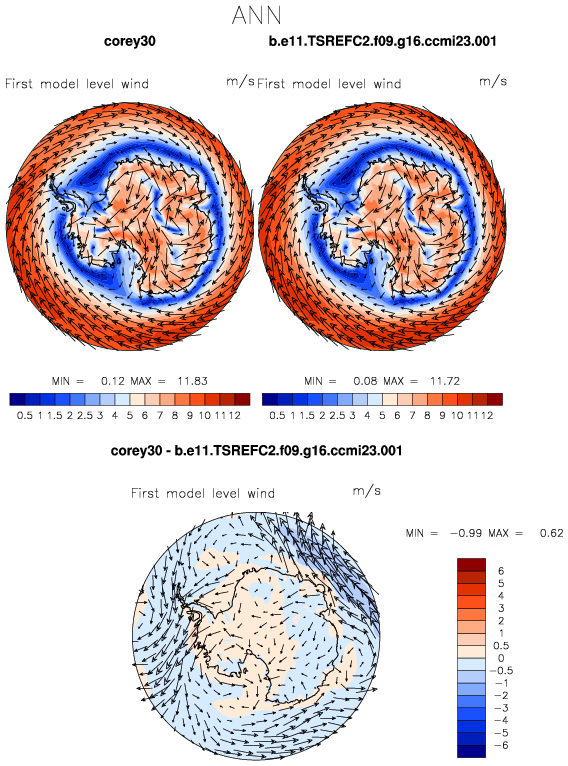 ANN
corey30
b.e11.TSREFC2.f09.g16.ccmi23.001
First model level wind m/s
First model level wind m/s
MIN = 0.12 MAX = 11.83
MIN = 0.08 MAX = 11.72
0.5 1 1.5 2 2.5 3 4 5 6 7 8 9 10 11 12
0.5 1 1.5 2 2.5 3 4 5 6 7 8 9 10 11 12
corey30 - b.e11.TSREFC2.f09.g16.ccmi23.001
First model level wind m/s
MIN = -0.99 MAX = 0.62
6
5
4
3
2
1
0.5
0
-0.5
-1
-2
-3
-4
-5
-6